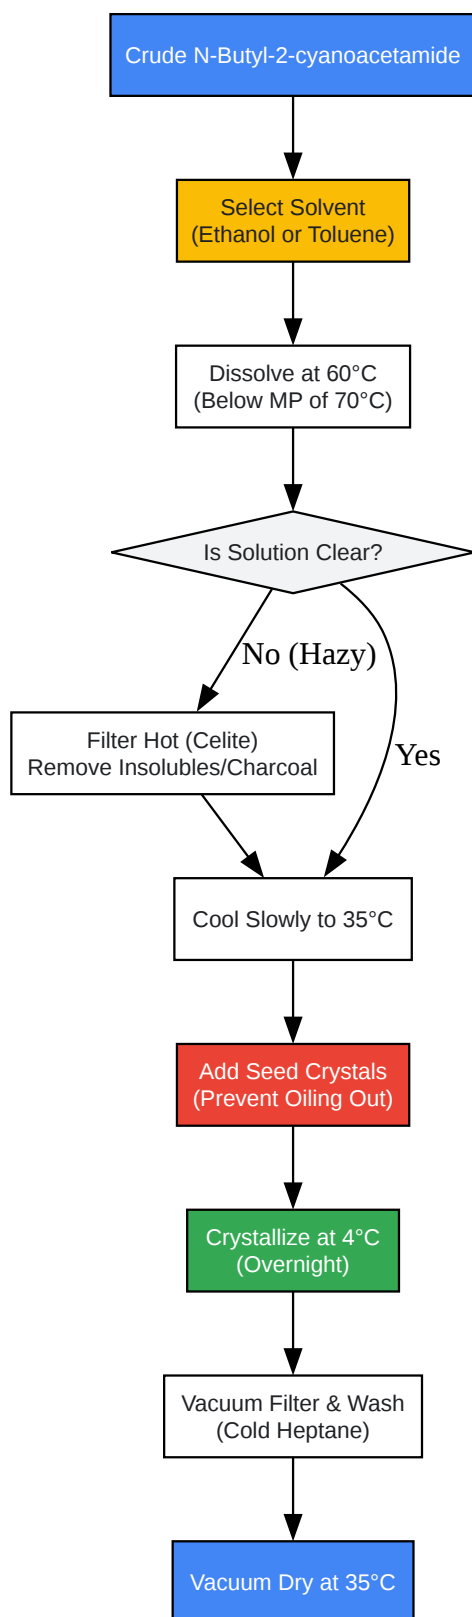 Crude N-Butyl-2-cyanoacetamide
Select Solvent
(Ethanol or Toluene)
Dissolve at 60°C
(Below MP of 70°C)
Is Solution Clear?
No (Hazy)
Filter Hot (Celite)
Remove Insolubles/Charcoal
Yes
Cool Slowly to 35°C
Add Seed Crystals
(Prevent Oiling Out)
Crystallize at 4°C
(Overnight)
Vacuum Filter & Wash
(Cold Heptane)
Vacuum Dry at 35°C